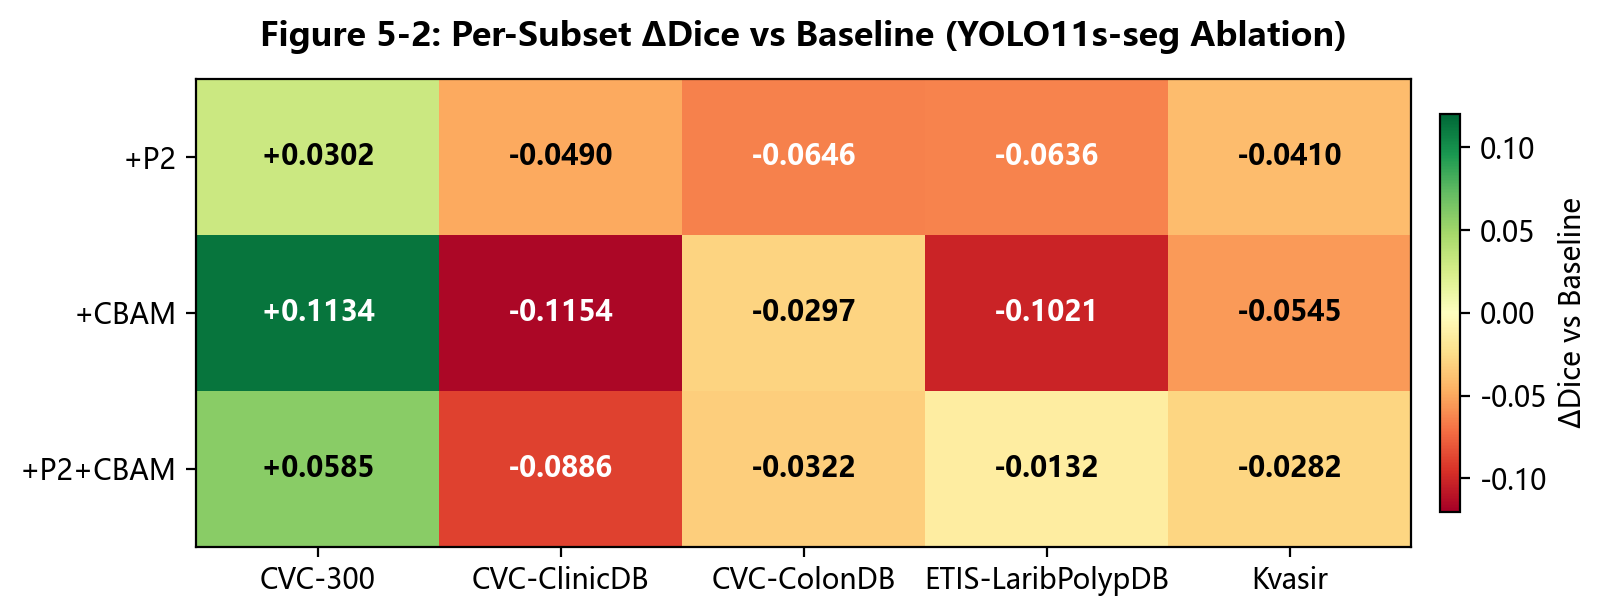 Figure 5-2: Per-Subset ΔDice vs Baseline (YOLO11s-seg Ablation)
+P2 +0.0302 -0.0490 -0.0646 -0.0636 -0.0410
+CBAM +0.1134 -0.1154 -0.0297 -0.1021 -0.0545
+P2+CBAM +0.0585 -0.0886 -0.0322 -0.0132 -0.0282
CVC-300 CVC-ClinicDB CVC-ColonDB ETIS-LaribPolypDB Kvasir
0.10
0.05
0.00
-0.05
-0.10
ΔDice vs Baseline